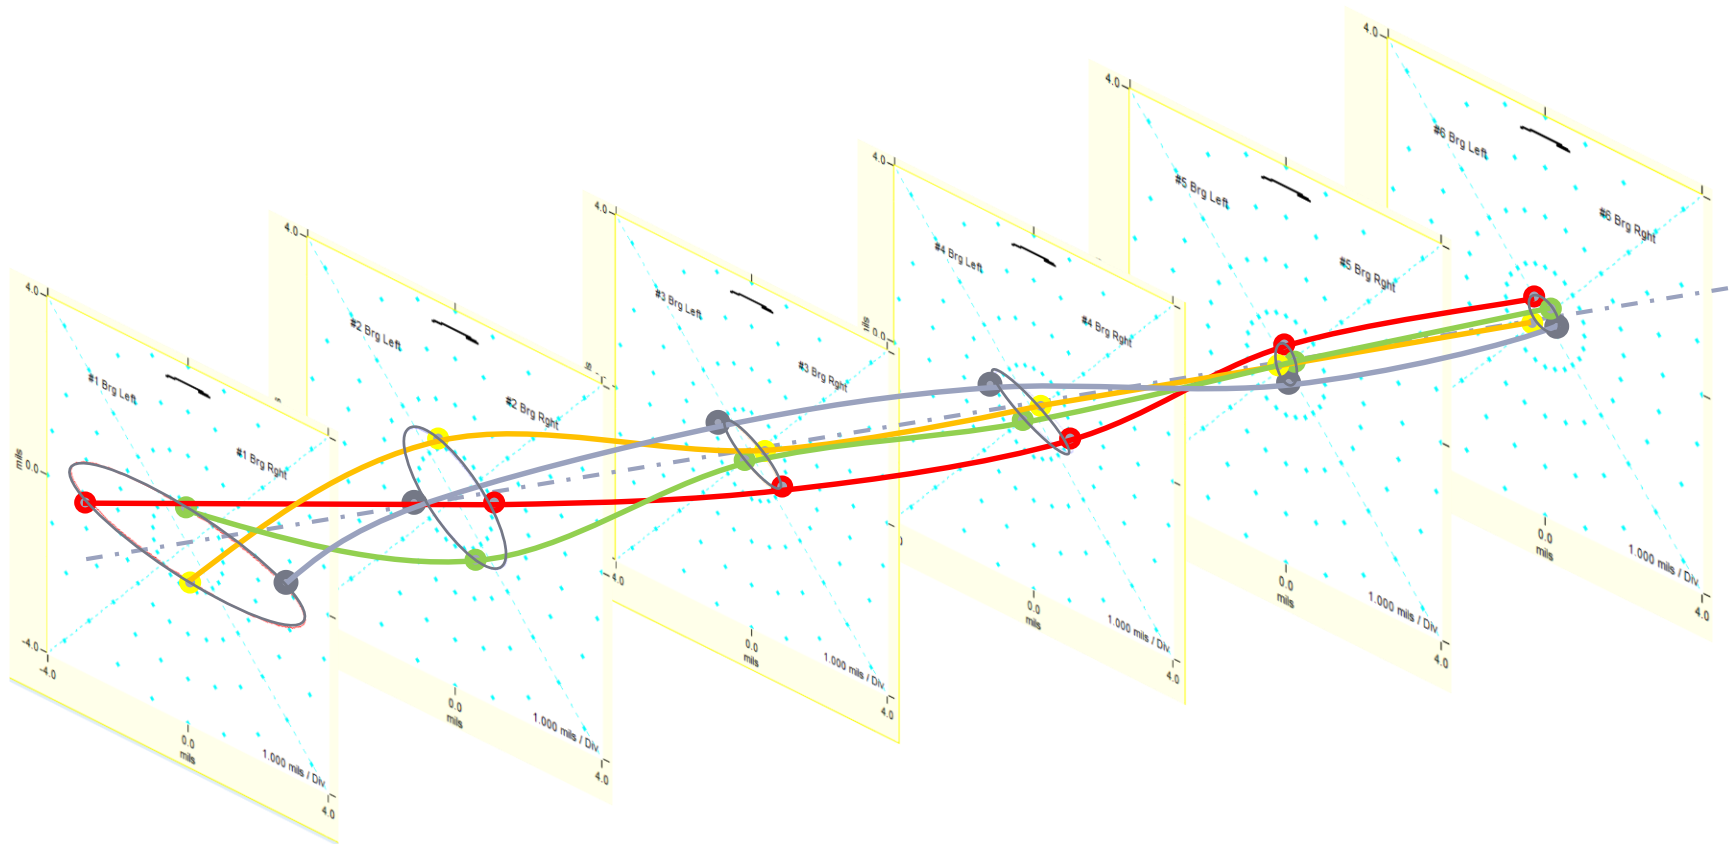 4.0
#1 Brg Left
#1 Brg Rght
mils
0.0
-4.0
-4.0
0.0
mils
1.000 mils / Div
4.0
4.0
#2 Brg Left
#2 Brg Rght
0.0
mils
1.000 mils / Div
4.0
4.0
#3 Brg Left
#3 Brg Rght
-4.0
0.0
mils
1.000 mils / Div
4.0
4.0
mils
0.0
#4 Brg Left
#4 Brg Rght
0.0
mils
1.000 mils / Div
4.0
4.0
#5 Brg Left
#5 Brg Rght
0.0
mils
1.000 mils / Div
4.0
4.0
#6 Brg Left
#6 Brg Rght
0.0
mils
1.000 mils / Div
4.0